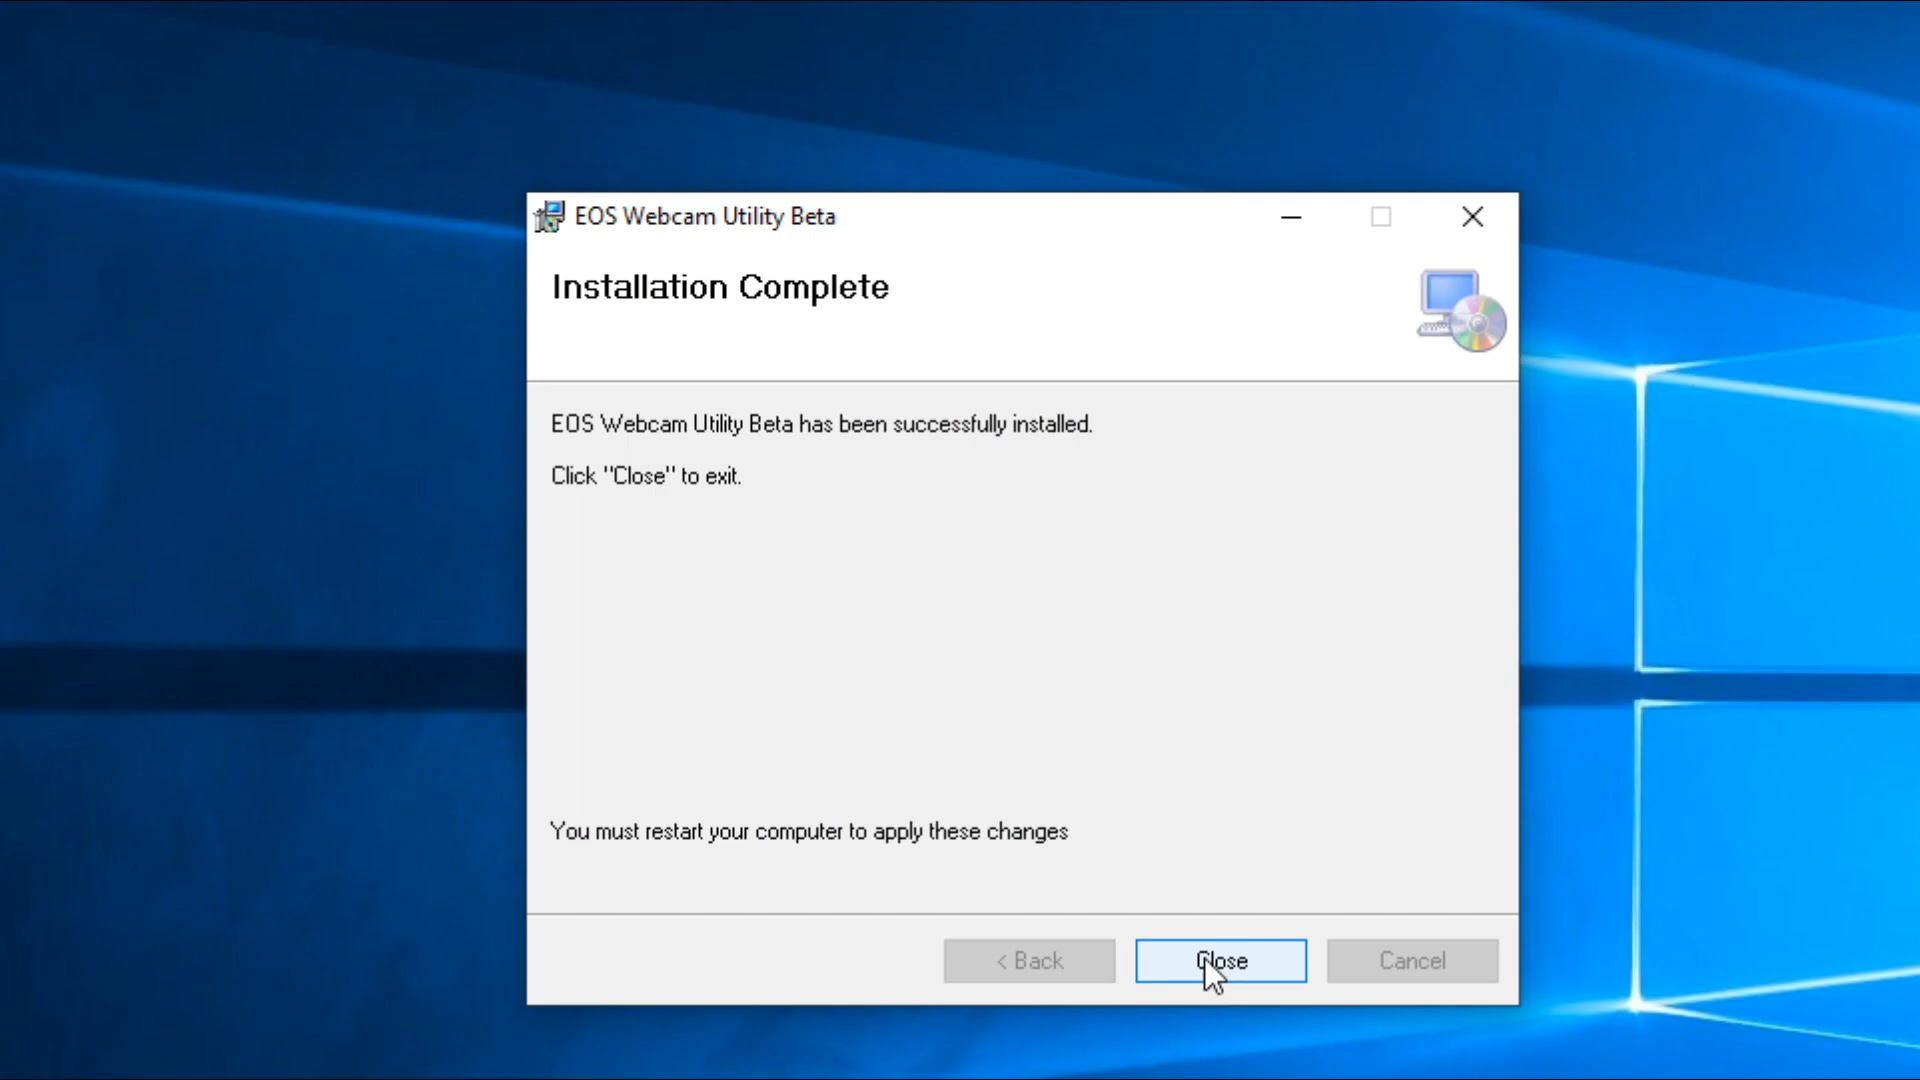 EOS Webcam Utility Beta
Installation Complete
EOS Webcam Utility Beta has been successfully installed.
Click "Close" to exit.
You must restart your computer to apply these changes
< Back
Close
Cancel